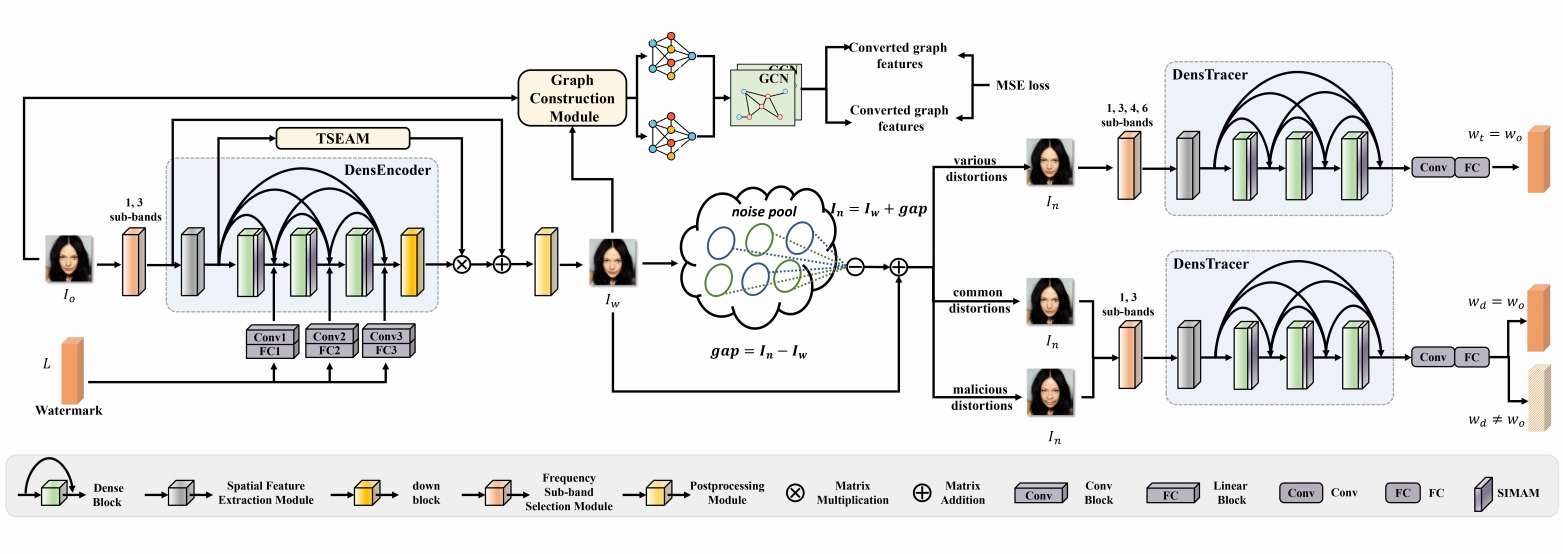 Graph
Construction
Module
GCN
GCN
Converted graph
features
Converted graph
features
MSE loss
TSEAM
DensEncoder
1, 3
sub-bands
I_o
L
Watermark
Conv1
FC1
Conv2
FC2
Conv3
FC3
I_w
noise pool
gap = I_n − I_w
I_n = I_w + gap
various
distortions
common
distortions
malicious
distortions
I_n
I_n
I_n
1, 3, 4, 6
sub-bands
DensTracer
Conv
FC
w_t = w_o
1, 3
sub-bands
DensTracer
Conv
FC
w_d = w_o
w_d ≠ w_o
Dense
Block
Spatial Feature
Extraction Module
down
block
Frequency
Sub-band
Selection Module
Postprocessing
Module
Matrix
Multiplication
Matrix
Addition
Conv
Conv
Block
FC
Linear
Block
Conv
Conv
FC
FC
SIMAM